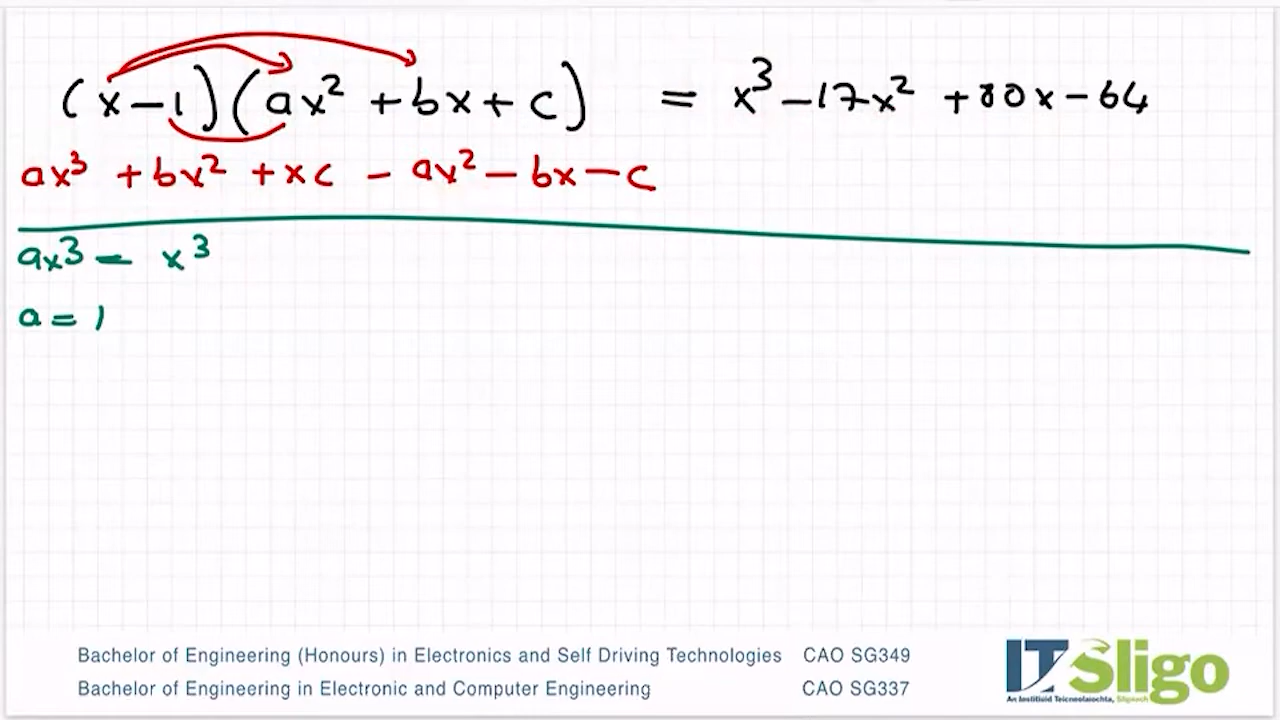 (x-1)(ax² + bx + c) = x³ - 17x² + 80x - 64
ax³ + bx² + xc - ax² - bx - c
ax³ = x³
a = 1
Bachelor of Engineering (Honours) in Electronics and Self Driving Technologies CAO SG349
Bachelor of Engineering in Electronic and Computer Engineering CAO SG337
IT Sligo
An Institiúid Teicneolaíochta, Sligeach